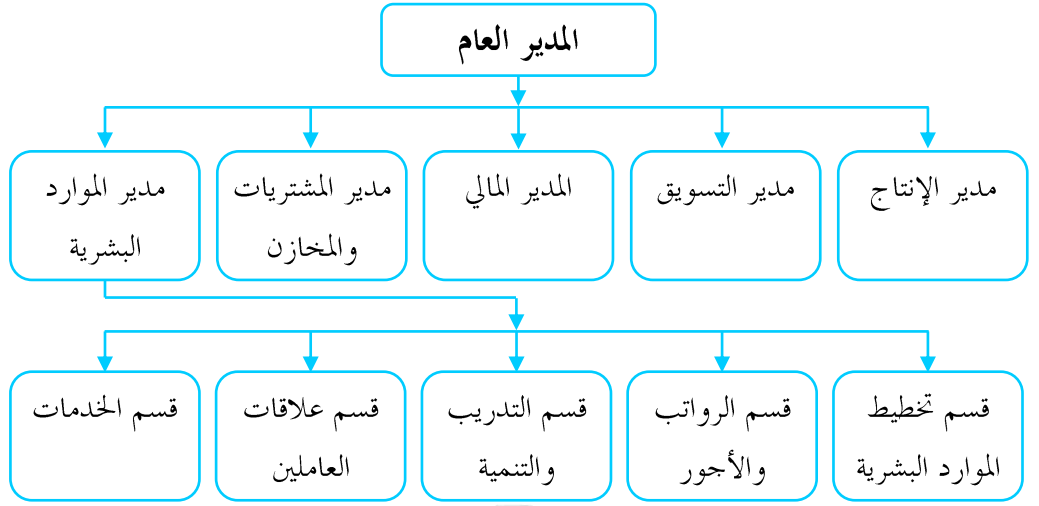 المدير العام
مدير الإنتاج
مدير التسويق
المدير المالي
مدير المشتريات
والمخازن
مدير الموارد
البشرية
قسم تخطيط
الموارد البشرية
قسم الرواتب
والأجور
قسم التدريب
والتنمية
قسم علاقات
العاملين
قسم الخدمات